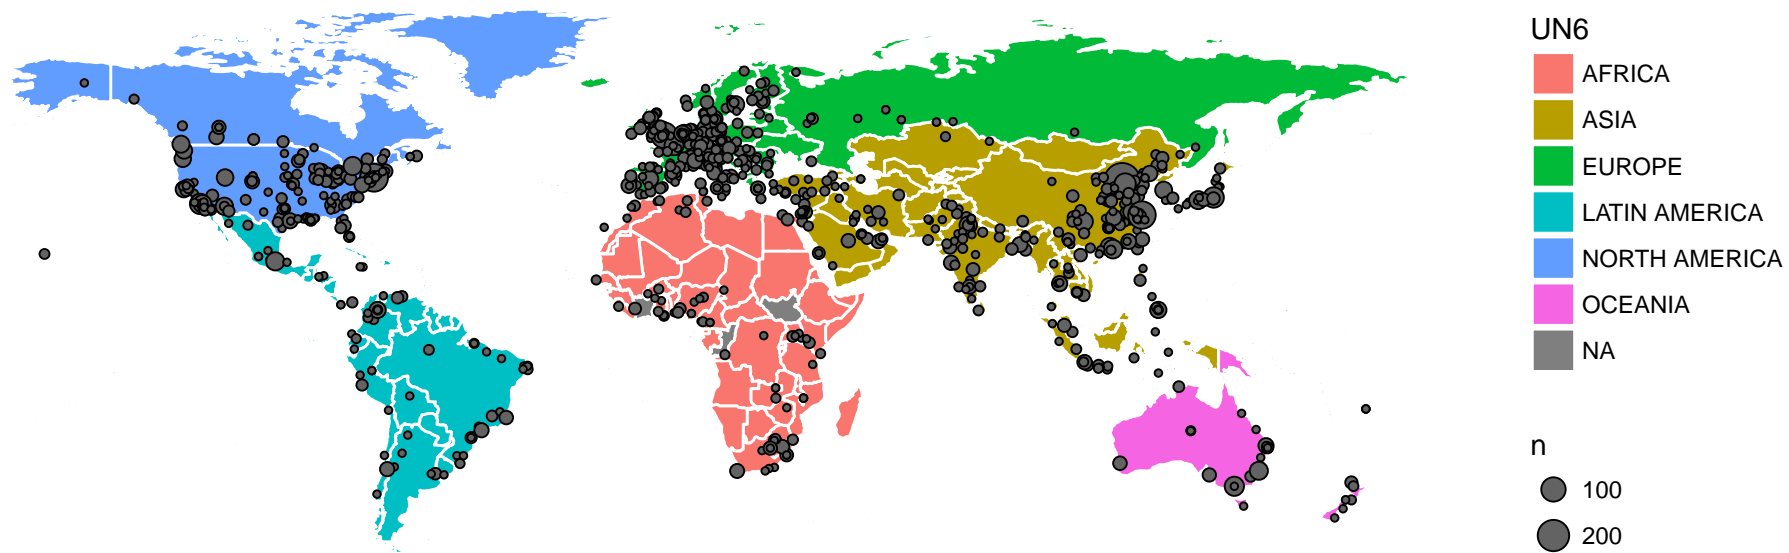 UN6
AFRICA
ASIA
EUROPE
LATIN AMERICA
NORTH AMERICA
OCEANIA
NA
n
100
200